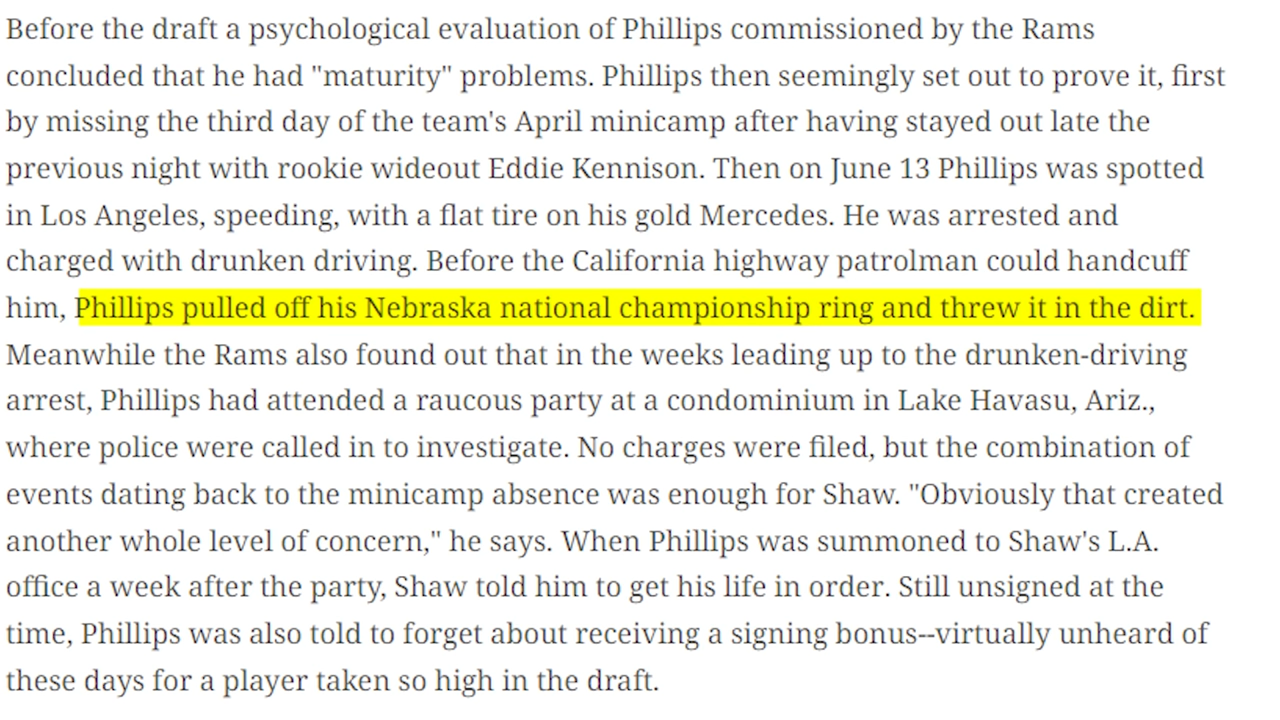 Before the draft a psychological evaluation of Phillips commissioned by the Rams
concluded that he had "maturity" problems. Phillips then seemingly set out to prove it, first
by missing the third day of the team's April minicamp after having stayed out late the
previous night with rookie wideout Eddie Kennison. Then on June 13 Phillips was spotted
in Los Angeles, speeding, with a flat tire on his gold Mercedes. He was arrested and
charged with drunken driving. Before the California highway patrolman could handcuff
him, Phillips pulled off his Nebraska national championship ring and threw it in the dirt.
Meanwhile the Rams also found out that in the weeks leading up to the drunken-driving
arrest, Phillips had attended a raucous party at a condominium in Lake Havasu, Ariz.,
where police were called in to investigate. No charges were filed, but the combination of
events dating back to the minicamp absence was enough for Shaw. "Obviously that created
another whole level of concern," he says. When Phillips was summoned to Shaw's L.A.
office a week after the party, Shaw told him to get his life in order. Still unsigned at the
time, Phillips was also told to forget about receiving a signing bonus--virtually unheard of
these days for a player taken so high in the draft.